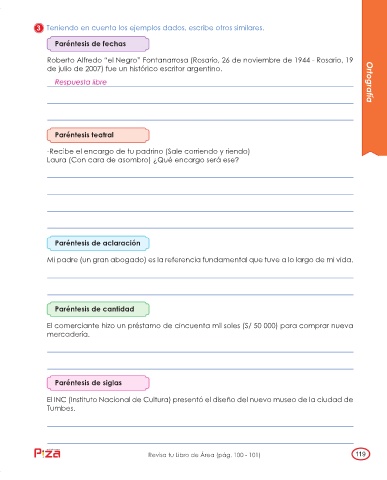 3 Teniendo en cuenta los ejemplos dados, escribe otros similares.
Paréntesis de fechas
Roberto Alfredo "el Negro" Fontanarrosa (Rosario, 26 de noviembre de 1944 - Rosario, 19
de julio de 2007) fue un histórico escritor argentino.
Respuesta libre
Ortografía
Paréntesis teatral
-Recibe el encargo de tu padrino (Sale corriendo y riendo)
Laura (Con cara de asombro) ¿Qué encargo será ese?
Paréntesis de aclaración
Mi padre (un gran abogado) es la referencia fundamental que tuve a lo largo de mi vida.
Paréntesis de cantidad
El comerciante hizo un préstamo de cincuenta mil soles (S/ 50 000) para comprar nueva
mercadería.
Paréntesis de siglas
El INC (Instituto Nacional de Cultura) presentó el diseño del nuevo museo de la ciudad de
Tumbes.
Pıza
Revisa tu Libro de Área (pág. 100 - 101)
119